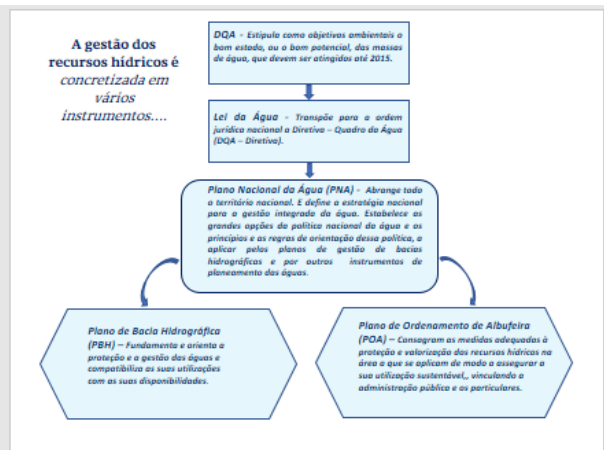 A gestão dos
recursos hídricos é
concretizada em
vários
instrumentos....
DQA - Estipula como objetivos ambientais o
bom estado, ou o bom potencial, das massas
de água, que devem ser atingidos até 2015.
Lei da Água - Transpõe para a ordem
jurídica nacional a Diretiva – Quadro da Água
(DQA – Diretiva).
Plano Nacional da Água (PNA) - Abrange todo
o território nacional. E define a estratégia nacional
para a gestão integrada da água. Estabelece as
grandes opções da política nacional da água e os
princípios e as regras de orientação dessa política, a
aplicar pelos planos de gestão de bacias
hidrográficas e por outros instrumentos de
planeamento das águas.
Plano de Bacia Hidrográfica
(PBH) – Fundamenta e orienta a
proteção e a gestão das águas e
compatibiliza as suas utilizações
com as suas disponibilidades.
Plano de Ordenamento de Albufeira
(POA) – Consagram as medidas adequadas à
proteção e valorização dos recursos hídricos na
área a que se aplicam de modo a assegurar a
sua utilização sustentável,, vinculando a
administração pública e os particulares.